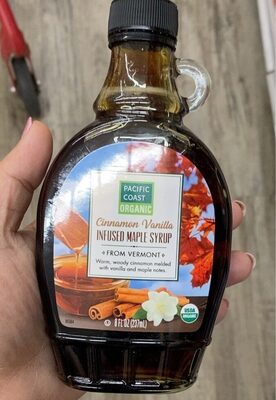 PACIFIC
COAST
ORGANIC
Cinnamon Vanilla
INFUSED MAPLE SYRUP
FROM VERMONT
Warm, woody cinnamon melded
with vanilla and maple notes.
8 FL OZ (237mL)
USDA
ORGANIC